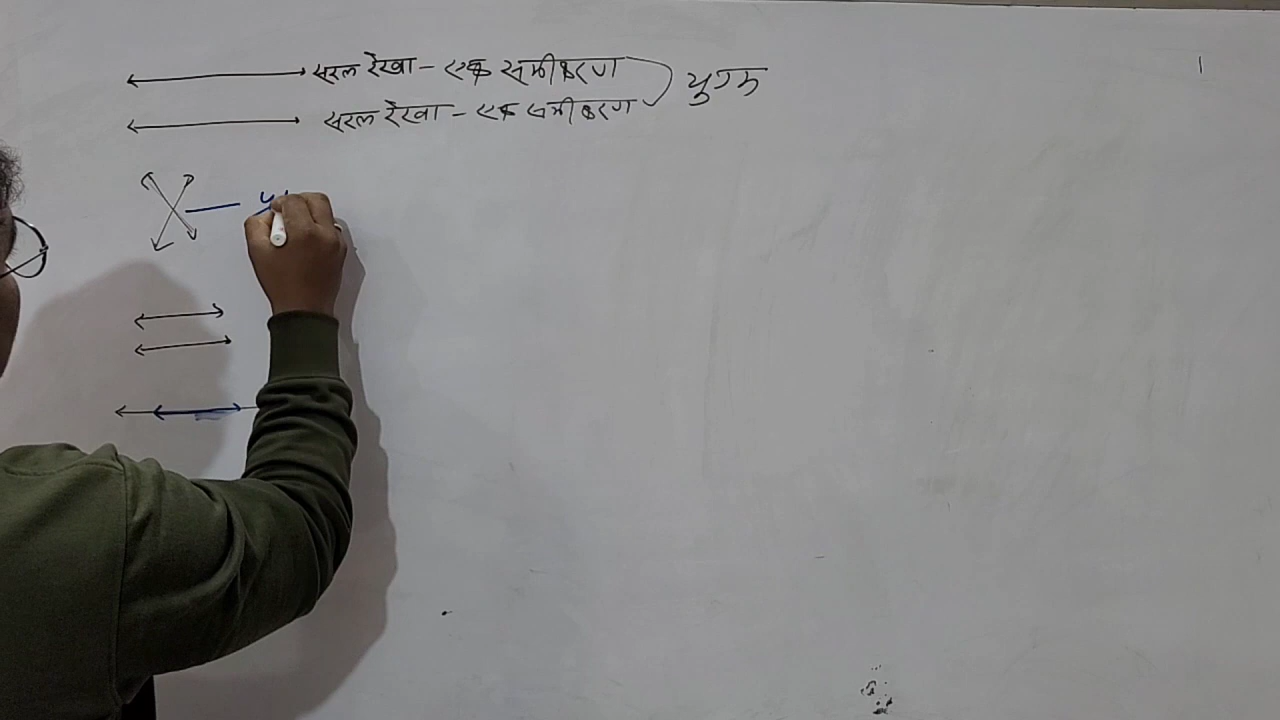 सरल रेखा - एक समीकरण
सरल रेखा - एक समीकरण
युग्म